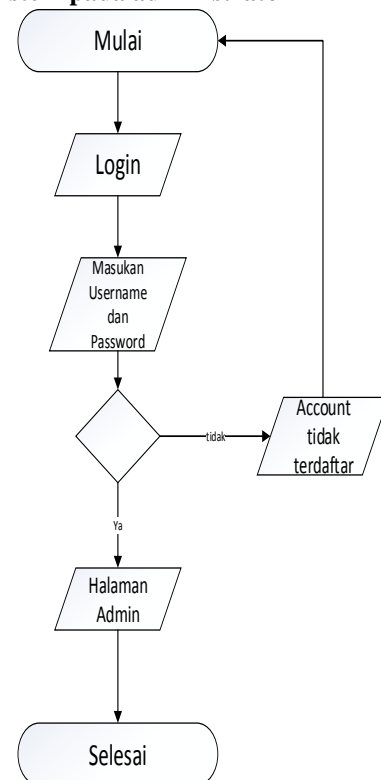 Mulai
Login
Masukan
Username
dan
Password
tidak
Account
tidak
terdaftar
Ya
Halaman
Admin
Selesai